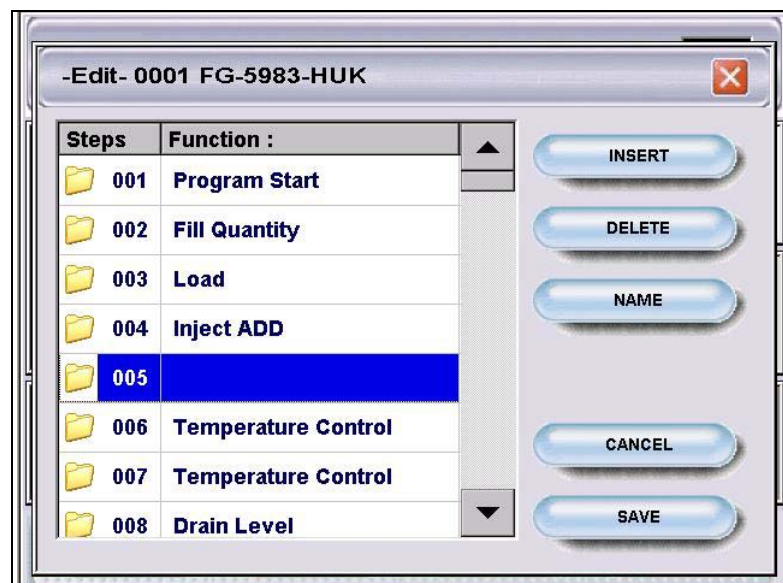 -Edit- 0001 FG-5983-HUK
Steps Function :
001 Program Start
002 Fill Quantity
003 Load
004 Inject ADD
005
006 Temperature Control
007 Temperature Control
008 Drain Level
INSERT
DELETE
NAME
CANCEL
SAVE